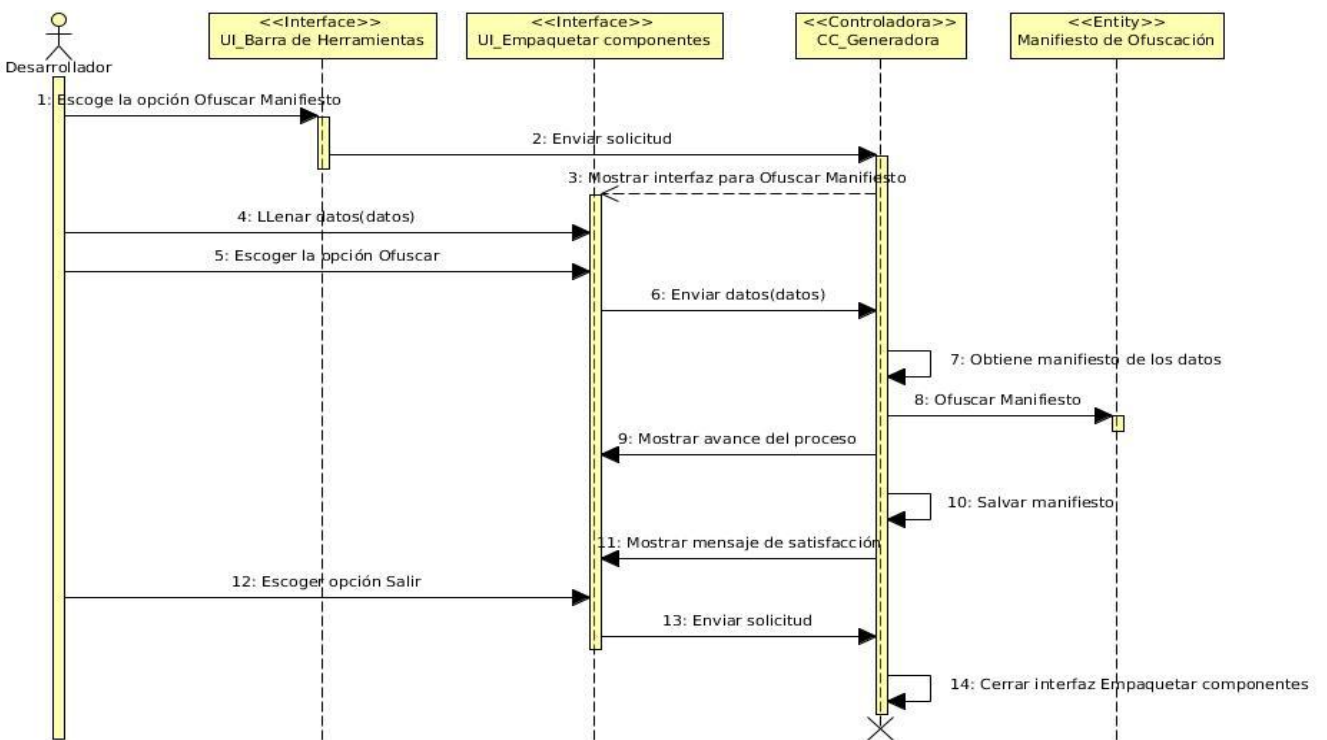 <<Interface>>
UI_Barra de Herramientas
<<Interface>>
UI_Empaquetar componentes
<<Controladora>>
CC_Generadora
<<Entity>>
Manifiesto de Ofuscación
Desarrollador
1: Escoge la opción Ofuscar Manifiesto
2: Enviar solicitud
3: Mostrar interfaz para Ofuscar Manifiesto
4: LLenar datos(datos)
5: Escoger la opción Ofuscar
6: Enviar datos(datos)
7: Obtiene manifiesto de los datos
8: Ofuscar Manifiesto
9: Mostrar avance del proceso
10: Salvar manifiesto
11: Mostrar mensaje de satisfacción
12: Escoger opción Salir
13: Enviar solicitud
14: Cerrar interfaz Empaquetar componentes